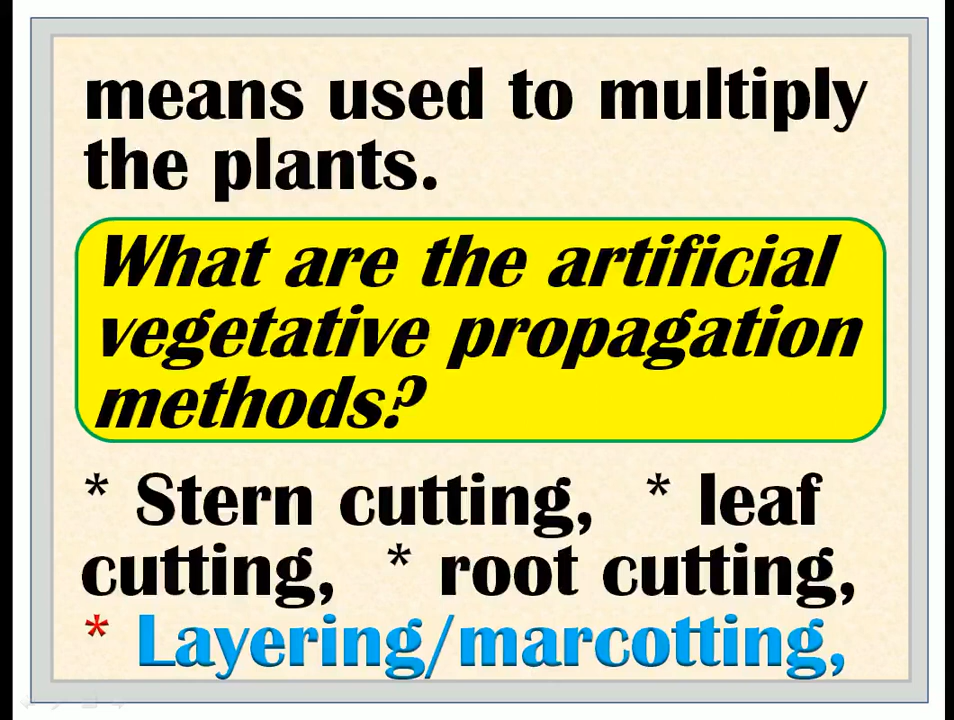 means used to multiply
the plants.
What are the artificial
vegetative propagation
methods?
* Stern cutting, * leaf
cutting, * root cutting,
* Layering/marcotting,